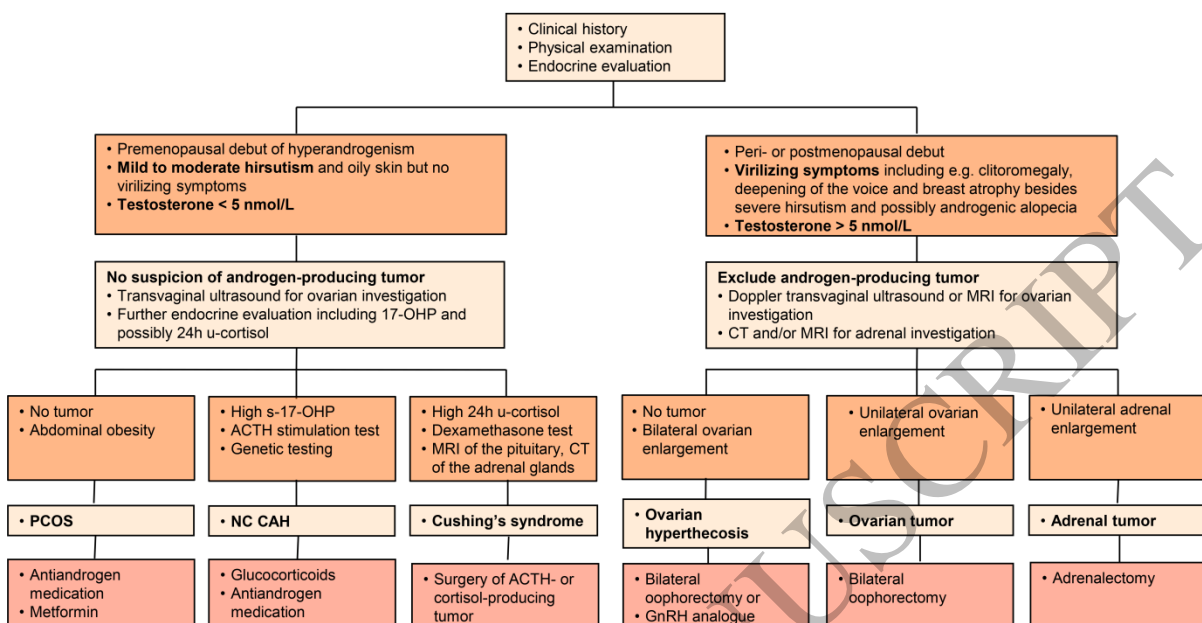 • Clinical history
• Physical examination
• Endocrine evaluation
• Premenopausal debut of hyperandrogenism
• Mild to moderate hirsutism and oily skin but no
virilizing symptoms
• Testosterone < 5 nmol/L
• Peri- or postmenopausal debut
• Virilizing symptoms including e.g. clitoromegaly,
deepening of the voice and breast atrophy besides
severe hirsutism and possibly androgenic alopecia
• Testosterone > 5 nmol/L
No suspicion of androgen-producing tumor
• Transvaginal ultrasound for ovarian investigation
• Further endocrine evaluation including 17-OHP and
possibly 24h u-cortisol
Exclude androgen-producing tumor
• Doppler transvaginal ultrasound or MRI for ovarian
investigation
• CT and/or MRI for adrenal investigation
• No tumor
• Abdominal obesity
• High s-17-OHP
• ACTH stimulation test
• Genetic testing
• High 24h u-cortisol
• Dexamethasone test
• MRI of the pituitary, CT
of the adrenal glands
• No tumor
• Bilateral ovarian
enlargement
• Unilateral ovarian
enlargement
• Unilateral adrenal
enlargement
• PCOS
• NC CAH
• Cushing's syndrome
• Ovarian
hyperthecosis
• Ovarian tumor
• Adrenal tumor
• Antiandrogen
medication
• Metformin
• Glucocorticoids
• Antiandrogen
medication
• Surgery of ACTH- or
cortisol-producing
tumor
• Bilateral
oophorectomy or
• GnRH analogue
• Bilateral
oophorectomy
• Adrenalectomy
USCRIPT